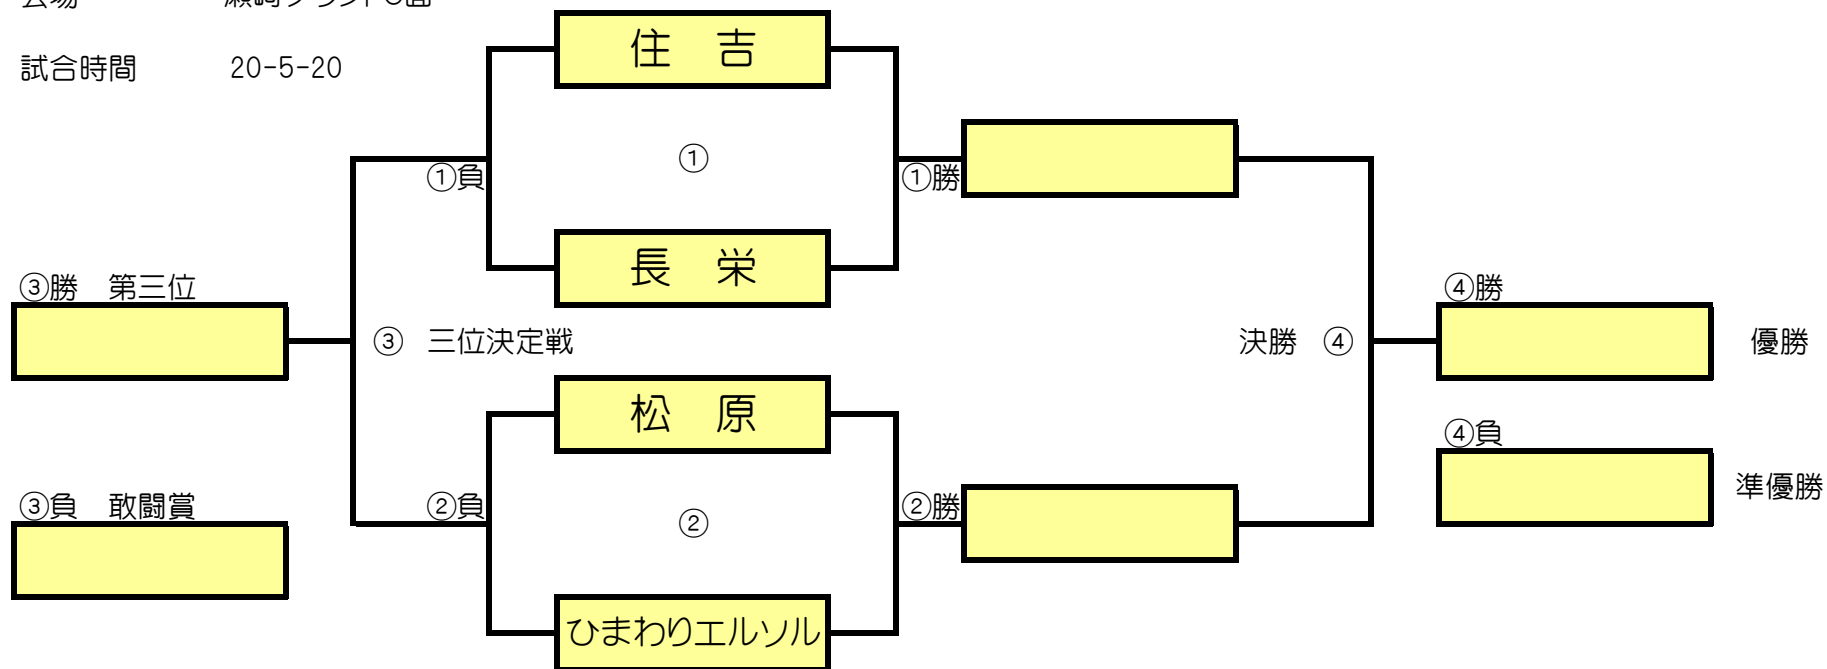 試合時間 20-5-20
住 吉
①
①負
①勝
長 栄
③勝 第三位
④勝
③ 三位決定戦
決勝 ④
優勝
松 原
④負
準優勝
③負 敢闘賞
②負
②
②勝
ひまわりエルソル